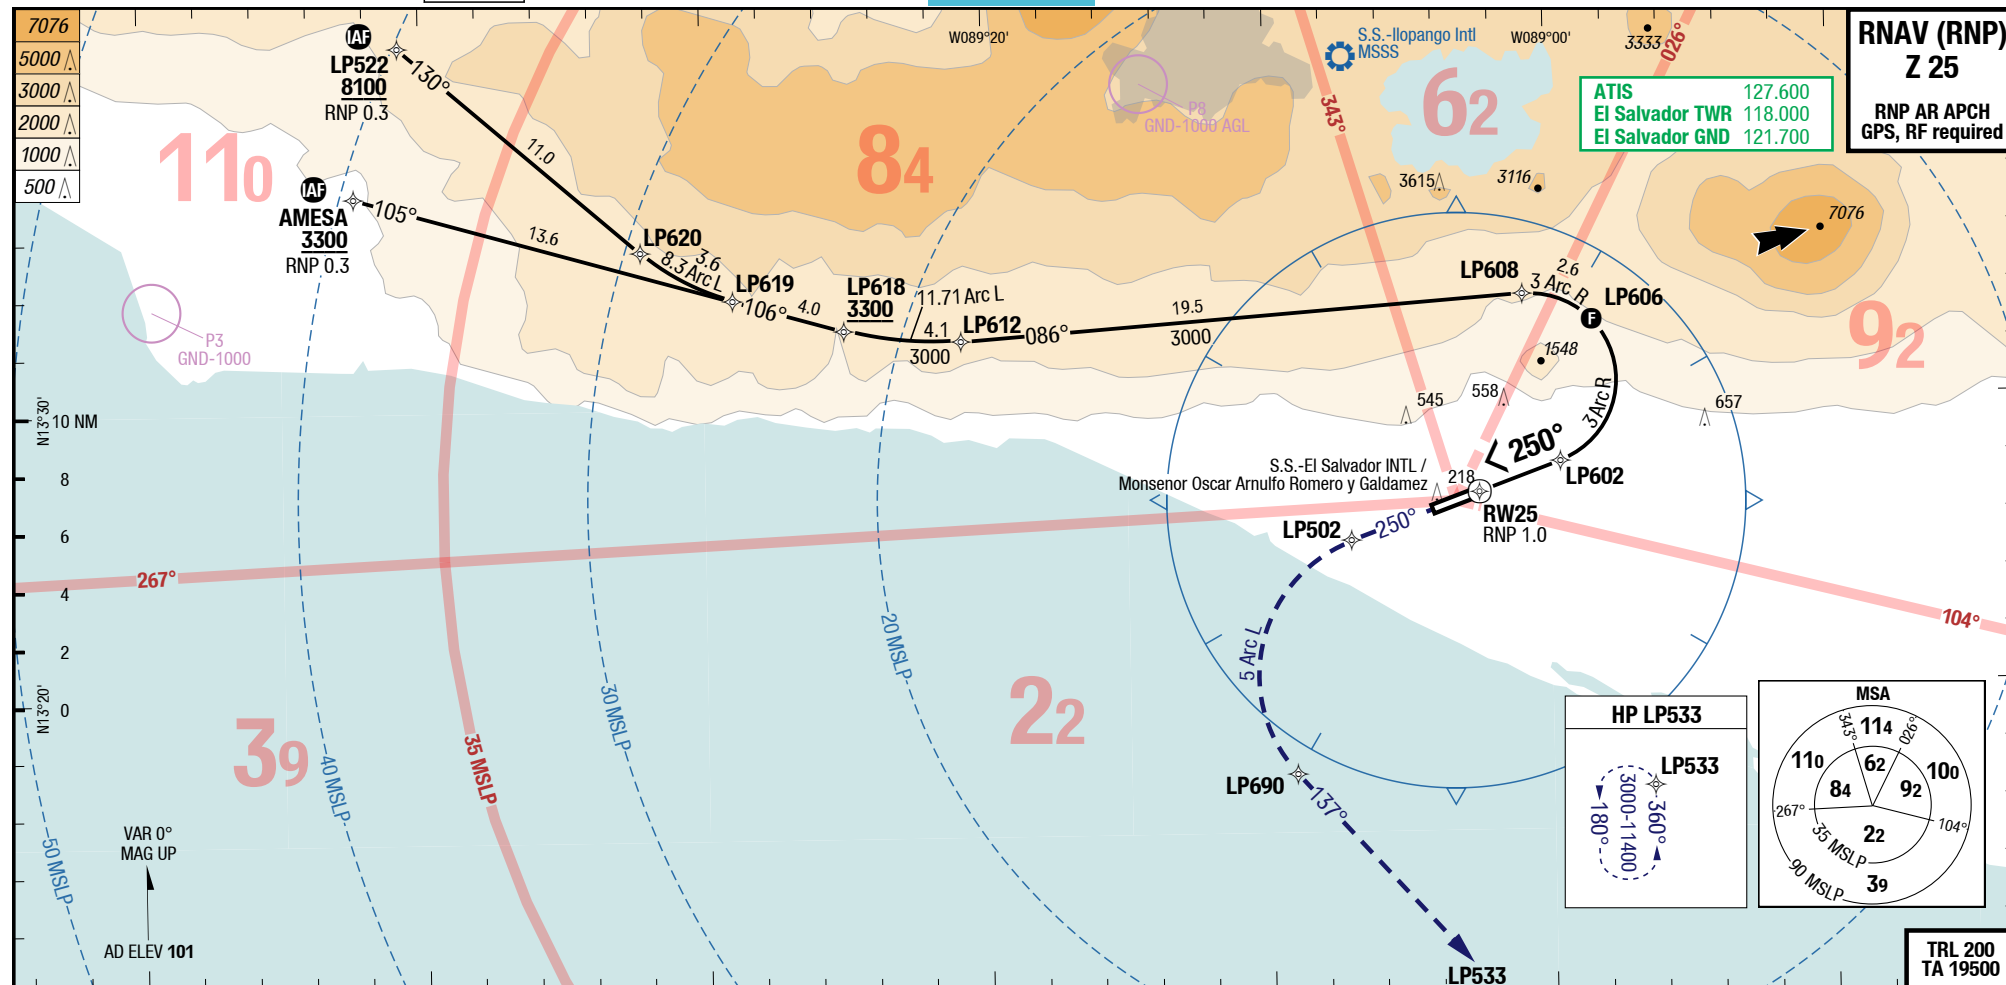 7076
5000
3000
2000
1000
500
IAF
LP522
8100
RNP 0.3
130°
11.0
IAF
AMESA
3300
RNP 0.3
105°
13.6
110
84
62
92
39
22
W089°20'
W089°00'
S.S.-Ilopango Intl
MSSS
P8
GND-1000 AGL
3333
026°
343°
RNAV (RNP)
Z 25
RNP AR APCH
GPS, RF required
ATIS 127.600
El Salvador TWR 118.000
El Salvador GND 121.700
3615
3116
7076
LP620
3.6
8.3 Arc L
LP619
106°
4.0
LP618
3300
11.71 Arc L
4.1
3000
LP612
086°
19.5
3000
LP608
2.6
3 Arc R
LP606
F
1548
3 Arc R
545
558
657
250°
LP602
218
S.S.-El Salvador INTL /
Monsenor Oscar Arnulfo Romero y Galdamez
RW25
RNP 1.0
LP502
250°
5 Arc L
LP690
137°
LP533
P3
GND-1000
N13°30'
10 NM
8
6
4
2
0
N13°20'
267°
104°
20 MSLP
30 MSLP
35 MSLP
40 MSLP
50 MSLP
VAR 0°
MAG UP
AD ELEV 101
HP LP533
LP533
360°
3000-11400
180°
MSA
343°
114
026°
110
62
100
84
92
267°
104°
22
35 MSLP
39
90 MSLP
TRL 200
TA 19500